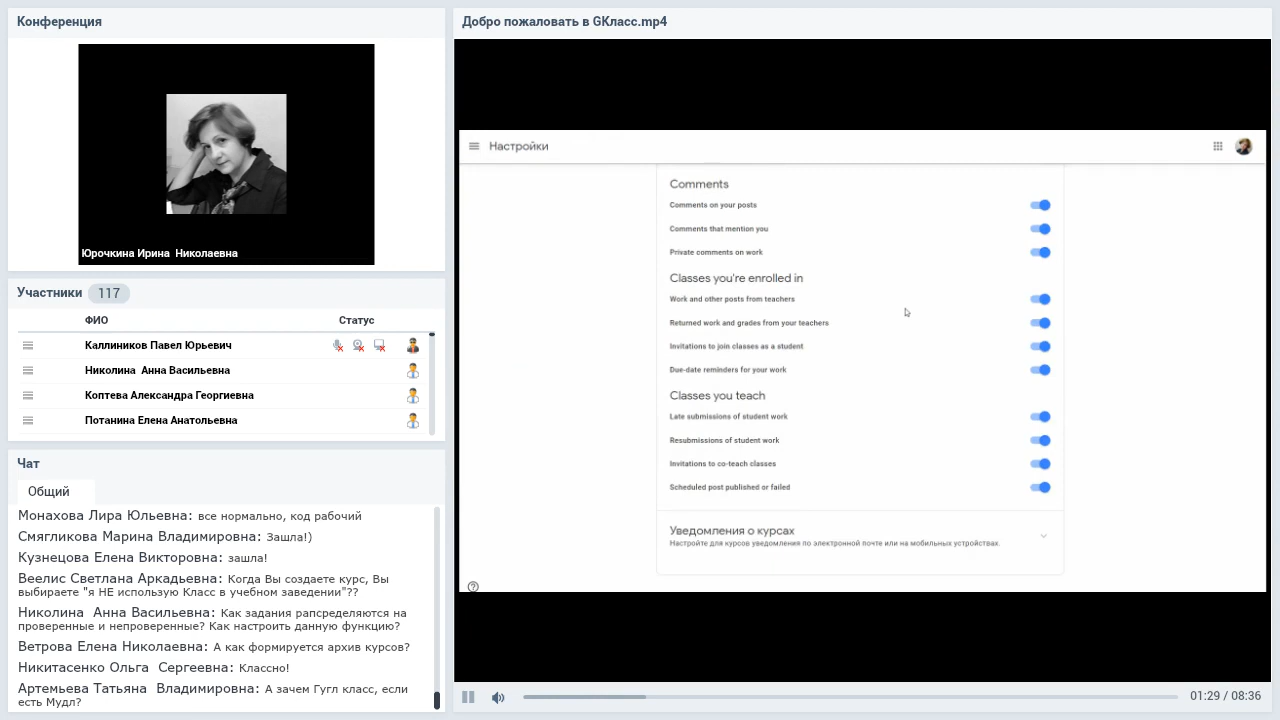 Конференция
Юрочкина Ирина Николаевна
Участники 117
ФИО Статус
Каллиников Павел Юрьевич
Николина Анна Васильевна
Коптева Александра Георгиевна
Потанина Елена Анатольевна
Чат
Общий
Монахова Лира Юльевна: все нормально, код рабочий
Снегсова Марина Владимировна: Зашла!)
Кузнецова Елена Викторовна: зашла!
Веелис Светлана Аркадьевна: Когда Вы создаете курс, Вы
выбираете "я НЕ использую Класс в учебном заведении"??
Николина Анна Васильевна: Как задания рапсределяются на
проверенные и непроверенные? Как настроить данную функцию?
Ветрова Елена Николаевна: А как формируется архив курсов?
Никитасенко Ольга Сергеевна: Классно!
Артемьева Татьяна Владимировна: А зачем Гугл класс, если
есть Мудл?
Добро пожаловать в GКласс.mp4
Настройки
Comments
Comments on your posts
Comments that mention you
Private comments on work
Classes you're enrolled in
Work and other posts from teachers
Returned work and grades from your teachers
Invitations to join classes as a student
Due-date reminders for your work
Classes you teach
Late submissions of student work
Resubmissions of student work
Invitations to co-teach classes
Scheduled post published or failed
Уведомления о курсах
Настройте для курсов уведомления по электронной почте или на мобильных устройствах.
01:29 / 08:36